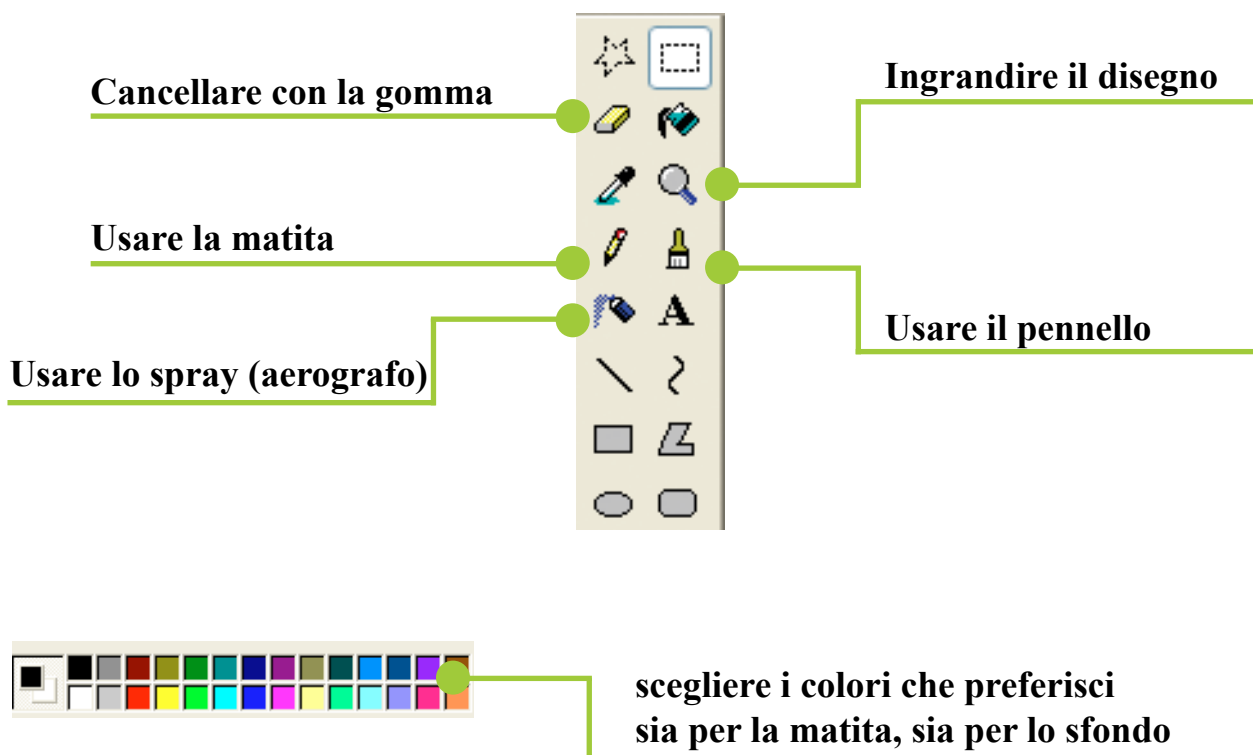 Cancellare con la gomma
Ingrandire il disegno
Usare la matita
A
Usare il pennello
Usare lo spray (aerografo)
scegliere i colori che preferisci
sia per la matita, sia per lo sfondo